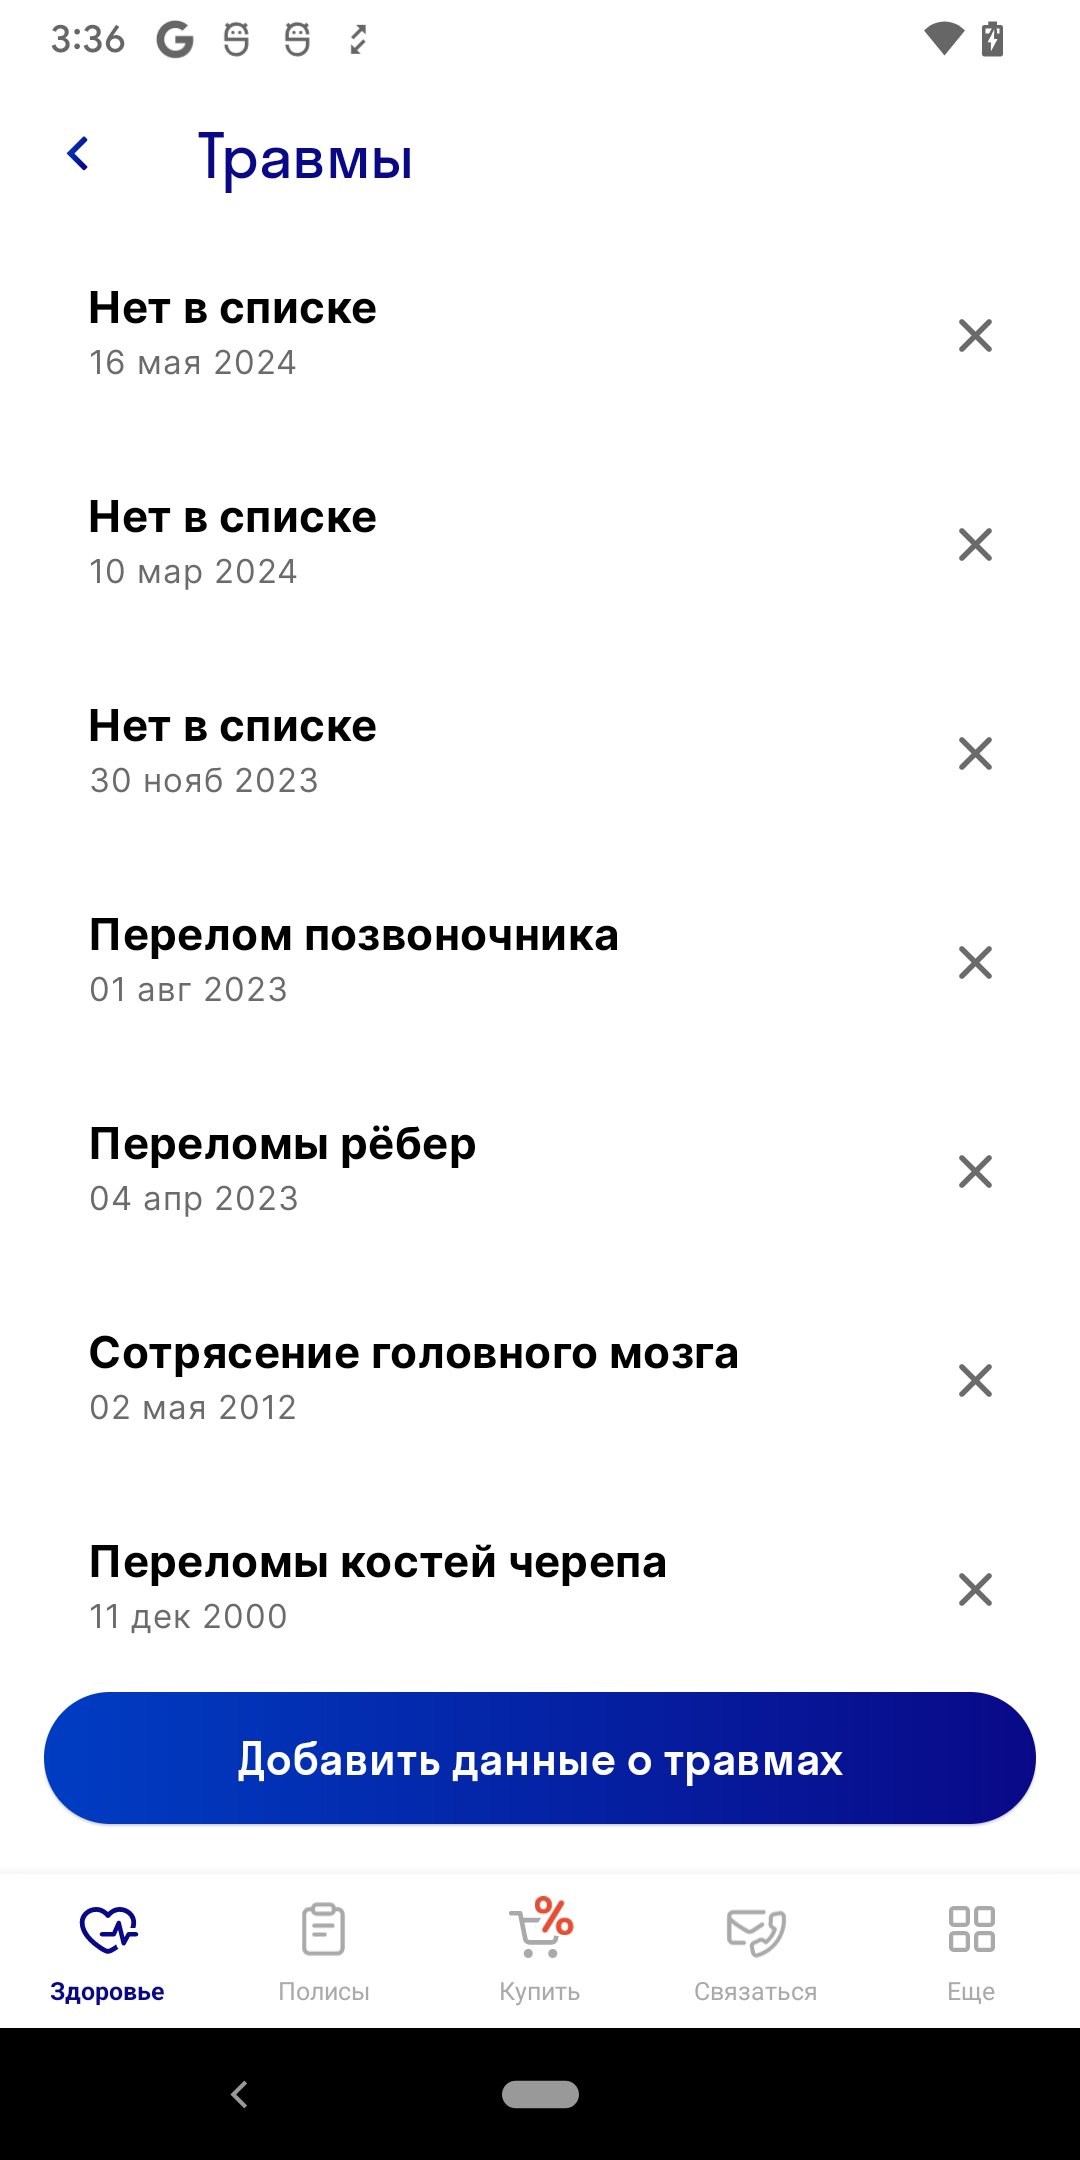 3:36
Травмы
Нет в списке
16 мая 2024
Нет в списке
10 мар 2024
Нет в списке
30 нояб 2023
Перелом позвоночника
01 авг 2023
Переломы рёбер
04 апр 2023
Сотрясение головного мозга
02 мая 2012
Переломы костей черепа
11 дек 2000
Добавить данные о травмах
Здоровье
Полисы
Купить
Связаться
Еще